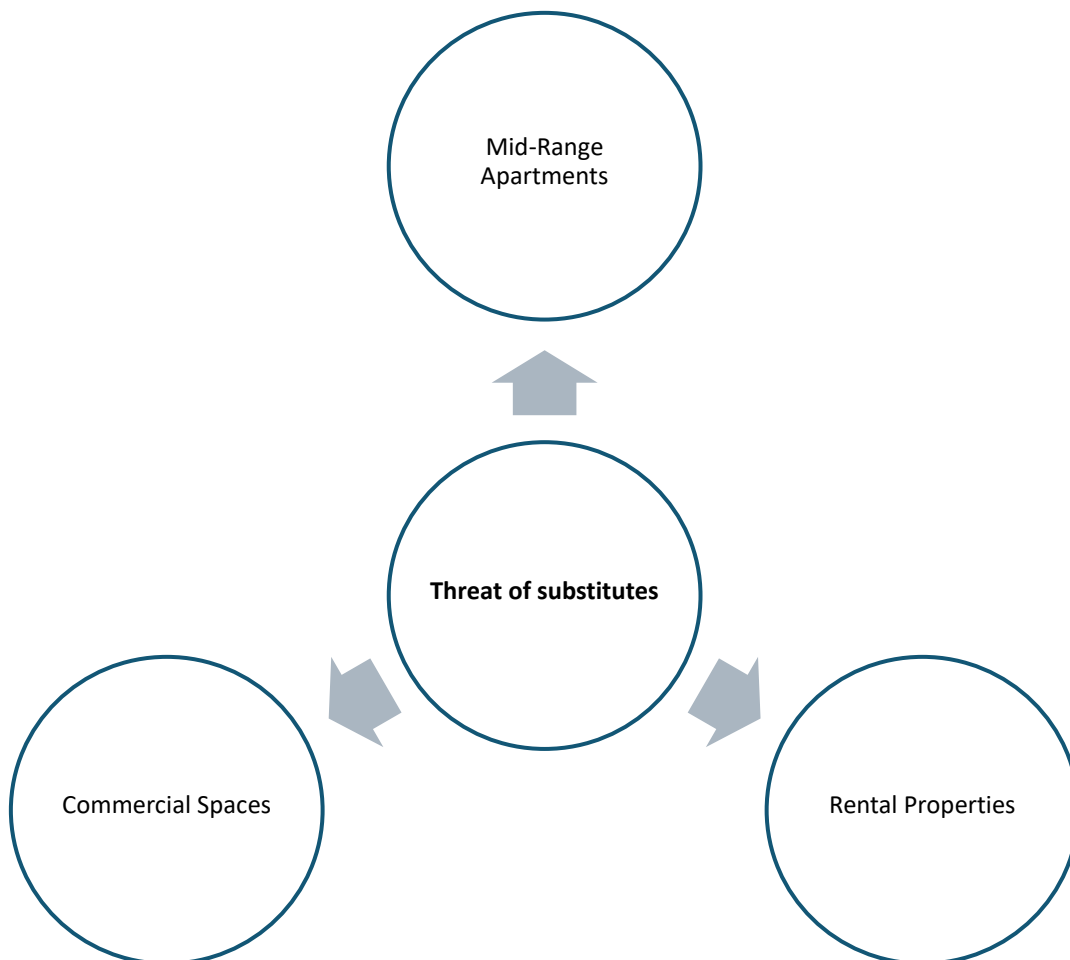 Mid-Range
Apartments
Threat of substitutes
Commercial Spaces
Rental Properties